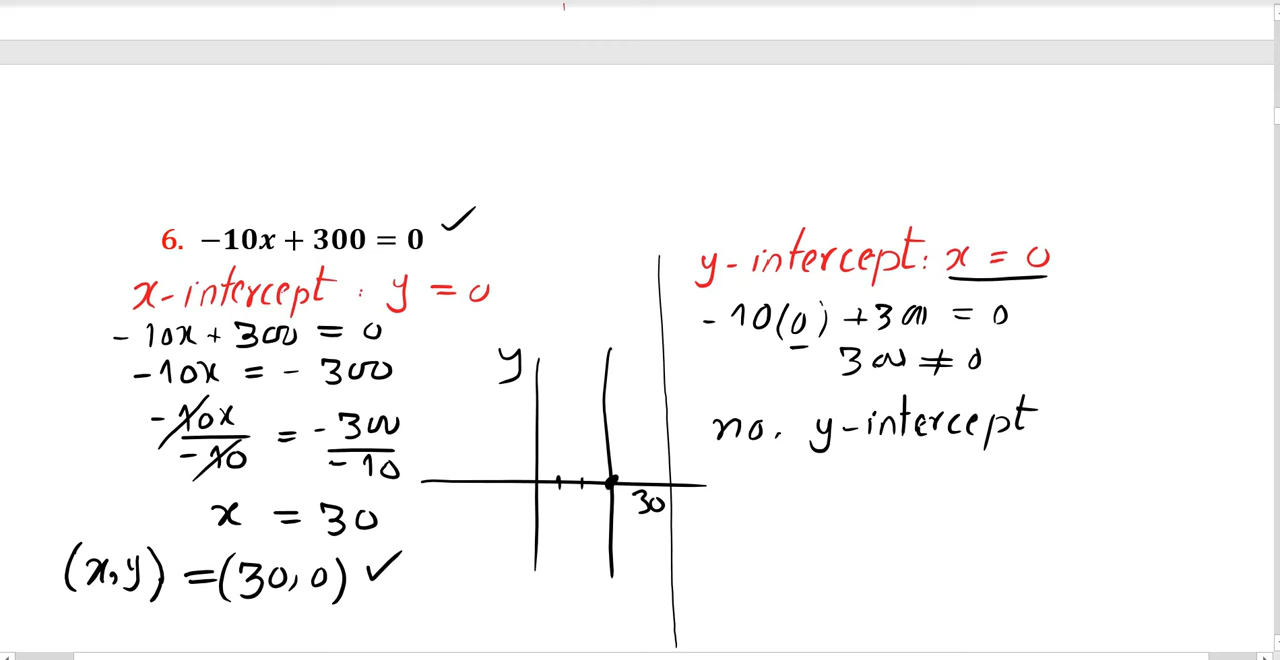 6. −10x + 300 = 0 ✓
x-intercept : y = 0
-10x + 300 = 0
-10x = - 300
-10x / -10 = -300 / -10
x = 30
(x,y) = (30,0) ✓
y
30
y-intercept: x = 0
-10(0) + 300 = 0
300 ≠ 0
no. y-intercept